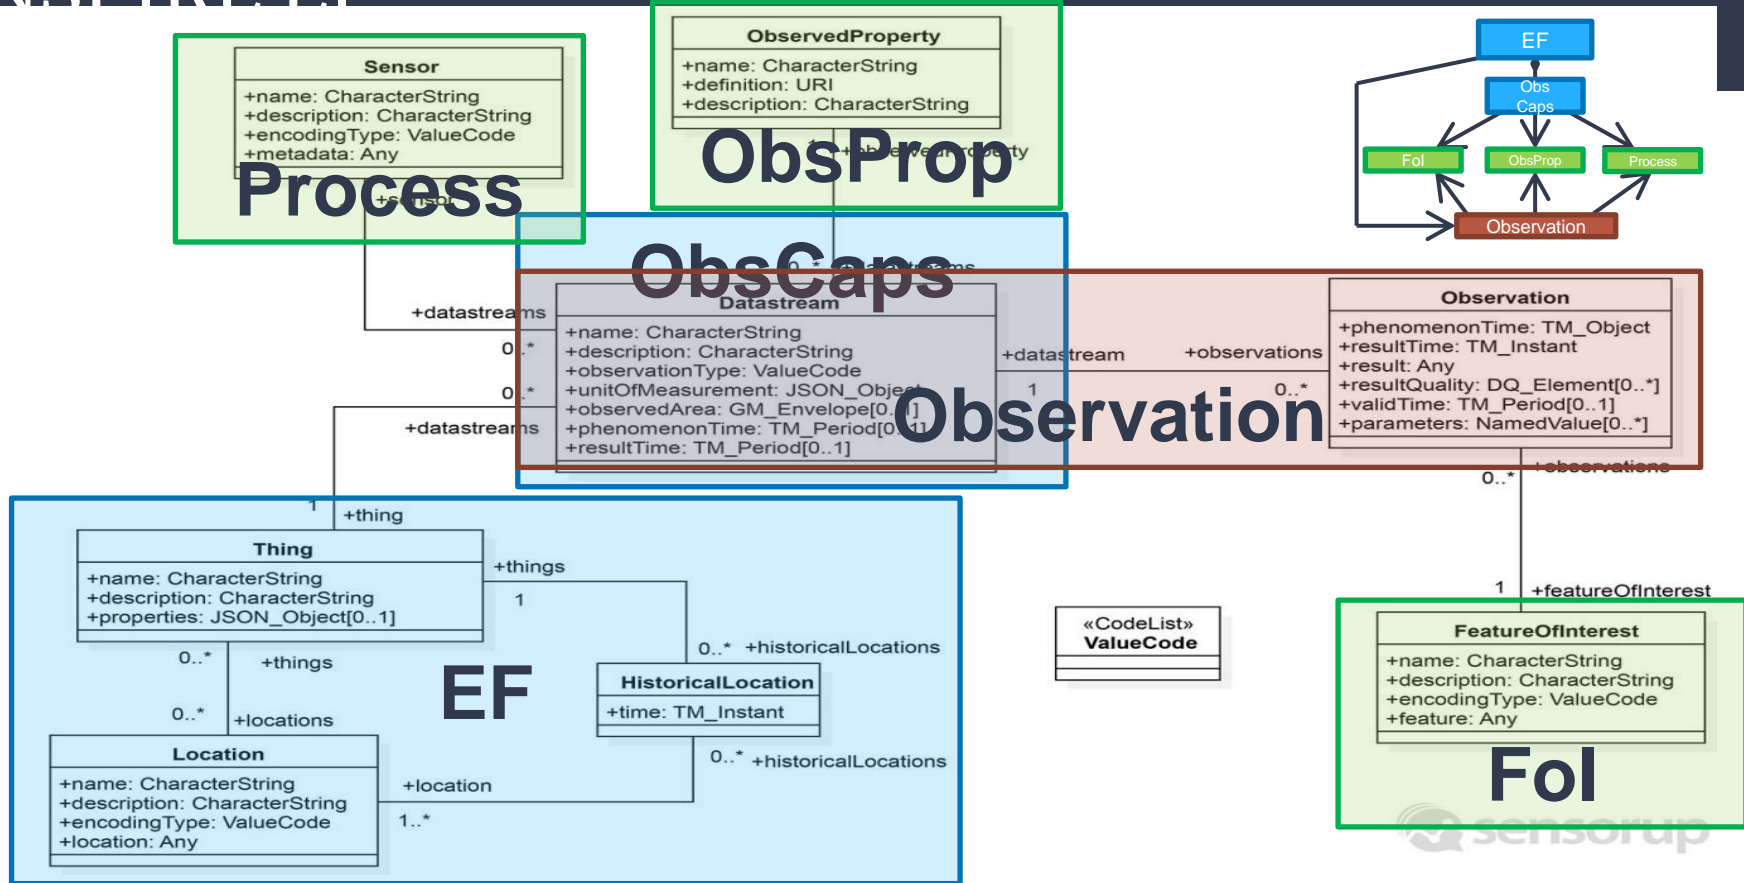 Sensor
+name: CharacterString
+description: CharacterString
+encodingType: ValueCode
+metadata: Any
Process
+sensor
ObservedProperty
+name: CharacterString
+definition: URI
+description: CharacterString
ObsProp
1 +observedProperty
EF
Obs
Caps
FoI
ObsProp
Process
Observation
ObsCaps
0..* +datastreams
+datastreams
0..*
Datastream
+name: CharacterString
+description: CharacterString
+observationType: ValueCode
+unitOfMeasurement: JSON_Object
+observedArea: GM_Envelope[0..1]
+phenomenonTime: TM_Period[0..1]
+resultTime: TM_Period[0..1]
0..*
+datastreams
+datastream
1
+observations
0..*
Observation
Observation
+phenomenonTime: TM_Object
+resultTime: TM_Instant
+result: Any
+resultQuality: DQ_Element[0..*]
+validTime: TM_Period[0..1]
+parameters: NamedValue[0..*]
+observations
0..*
1 +featureOfInterest
1
+thing
Thing
+name: CharacterString
+description: CharacterString
+properties: JSON_Object[0..1]
+things
1
0..* +things
0..* +locations
EF
0..* +historicalLocations
HistoricalLocation
+time: TM_Instant
0..* +historicalLocations
Location
+name: CharacterString
+description: CharacterString
+encodingType: ValueCode
+location: Any
+location
1..*
«CodeList»
ValueCode
FeatureOfInterest
+name: CharacterString
+description: CharacterString
+encodingType: ValueCode
+feature: Any
FoI
sensorup